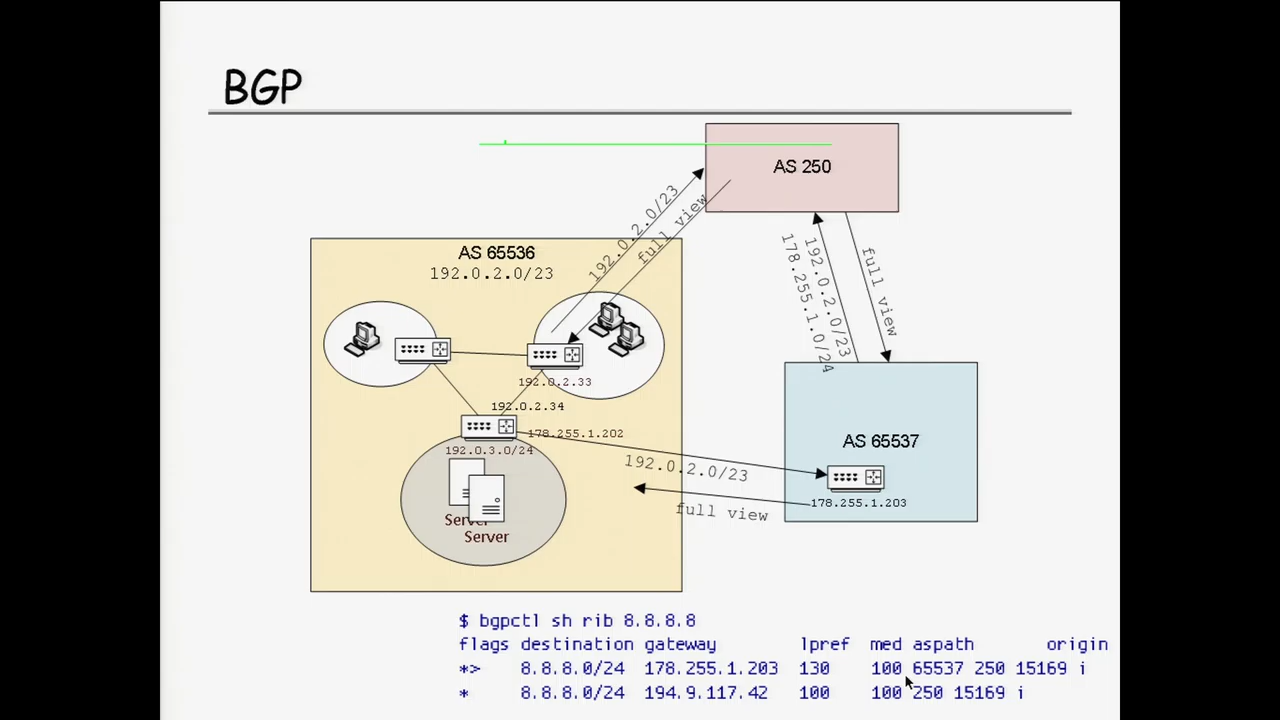 BGP
AS 250
192.0.2.0/23
full view
192.0.2.0/23
178.255.1.0/24
full view
AS 65536
192.0.2.0/23
192.0.2.33
192.0.2.34
178.255.1.202
192.0.3.0/24
Server
Server
AS 65537
178.255.1.203
192.0.2.0/23
full view
$ bgpctl sh rib 8.8.8.8
flags destination gateway lpref med aspath origin
*> 8.8.8.0/24 178.255.1.203 130 100 65537 250 15169 i
* 8.8.8.0/24 194.9.117.42 100 100 250 15169 i